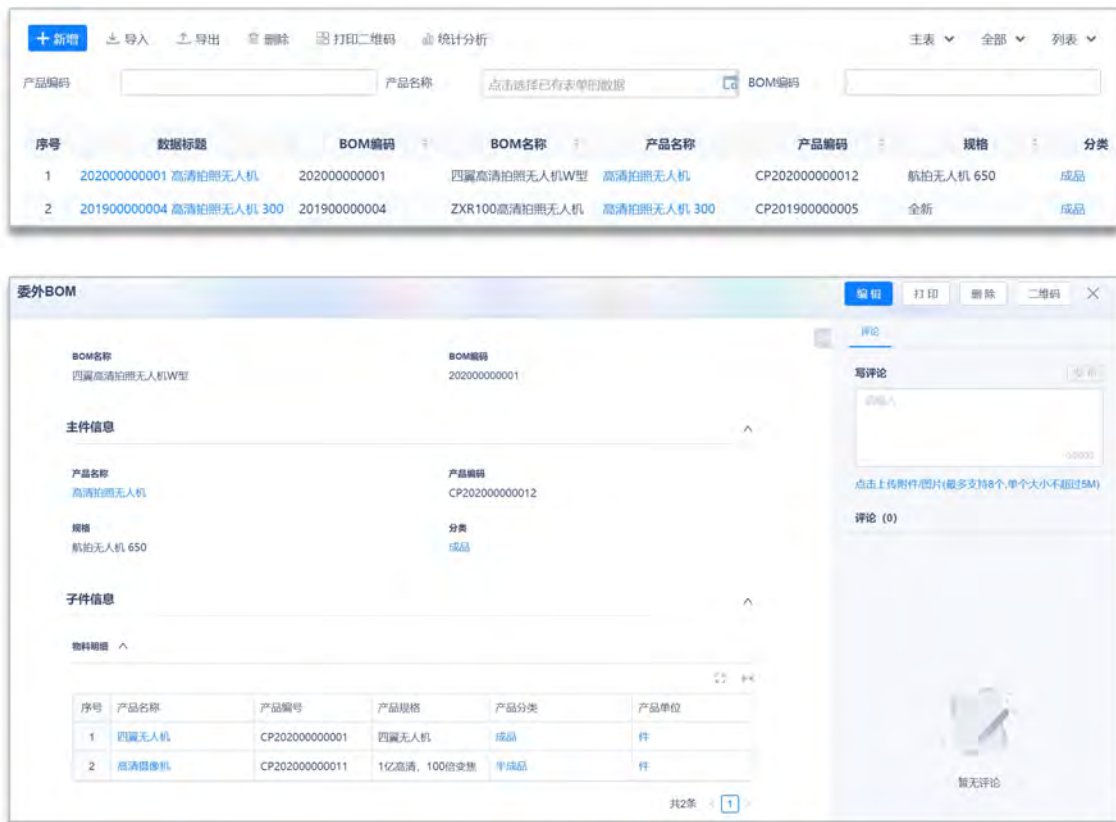 新增 导入 导出 删除 打印二维码 统计分析 主表 全部 列表
产品编码 产品名称 点击选择已有表单的数据 BOM编码
序号 数据标题 BOM编码 BOM名称 产品名称 产品编码 规格 分类
1 202000000001 高清拍照无人机 202000000001 四翼高清拍照无人机W型 高清拍照无人机 CP202000000012 航拍无人机 650 成品
2 201900000004 高清拍照无人机 300 201900000004 ZXR100高清拍照无人机 高清拍照无人机 300 CP201900000005 全新 成品
委外BOM 编辑 打印 删除 二维码
评论
BOM名称 BOM编码
四翼高清拍照无人机W型 202000000001
写评论
请输入
主件信息
产品名称 产品编码
高清拍照无人机 CP202000000012
点击上传附件/图片(最多支持8个,单个大小不超过5M)
评论 (0)
规格 分类
航拍无人机 650 成品
子件信息
物料明细
序号 产品名称 产品编号 产品规格 产品分类 产品单位
1 四翼无人机 CP202000000001 四翼无人机 成品 件
2 高清摄像机 CP202000000011 1亿高清，100倍变焦 半成品 件
暂无评论
共2条 1